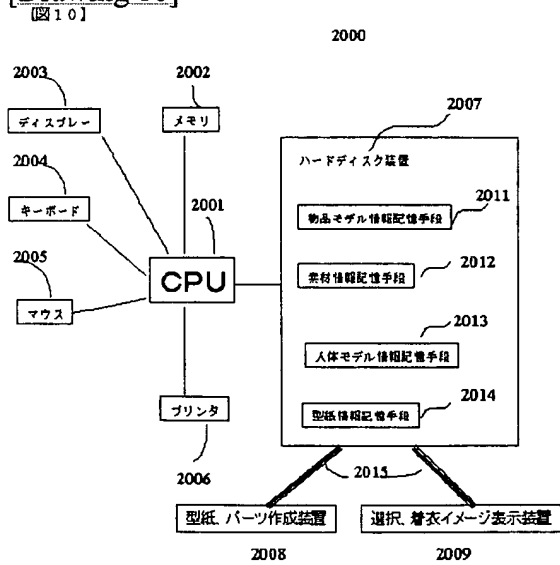 [Drawing 10]
【図１０】
2000
2003
2002
2007
ディスプレー
メモリ
ハードディスク装置
2004
キーボード
2001
2011
物品モデル情報記憶手段
2005
CPU
2012
素材情報記憶手段
マウス
2013
人体モデル情報記憶手段
プリンタ
2014
型紙情報記憶手段
2006
2015
型紙、パーツ作成装置
選択、着衣イメージ表示装置
2008
2009